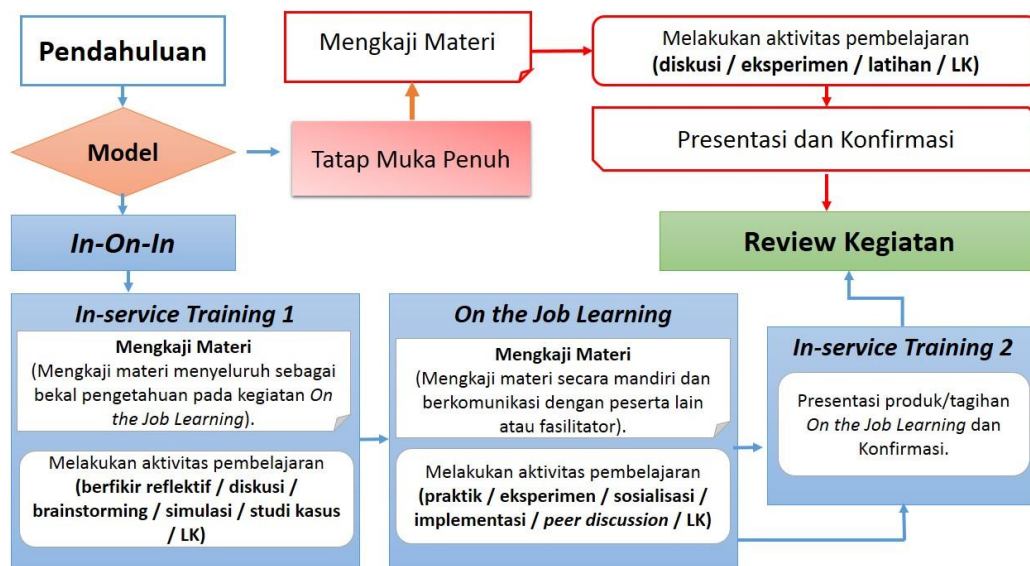 Pendahuluan
Model
Tatap Muka Penuh
Mengkaji Materi
Melakukan aktivitas pembelajaran
(diskusi / eksperimen / latihan / LK)
Presentasi dan Konfirmasi
Review Kegiatan
In-On-In
In-service Training 1
Mengkaji Materi
(Mengkaji materi menyeluruh sebagai
bekal pengetahuan pada kegiatan On
the Job Learning).
Melakukan aktivitas pembelajaran
(berfikir reflektif / diskusi /
brainstorming / simulasi / studi kasus
/ LK)
On the Job Learning
Mengkaji Materi
(Mengkaji materi secara mandiri dan
berkomunikasi dengan peserta lain
atau fasilitator).
Melakukan aktivitas pembelajaran
(praktik / eksperimen / sosialisasi /
implementasi / peer discussion / LK)
In-service Training 2
Presentasi produk/tagihan
On the Job Learning dan
Konfirmasi.